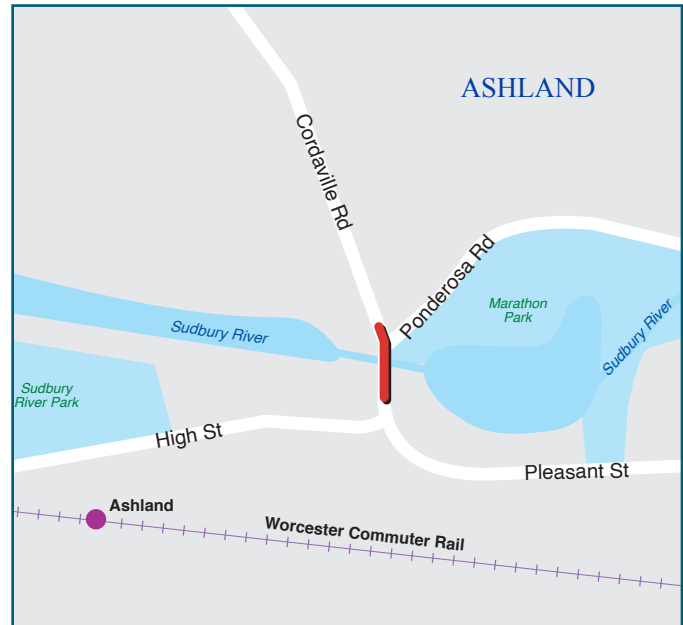 ASHLAND
Cordaville Rd
Ponderosa Rd
Marathon
Park
Sudbury River
Sudbury River
Sudbury
River Park
High St
Pleasant St
Ashland
Worcester Commuter Rail